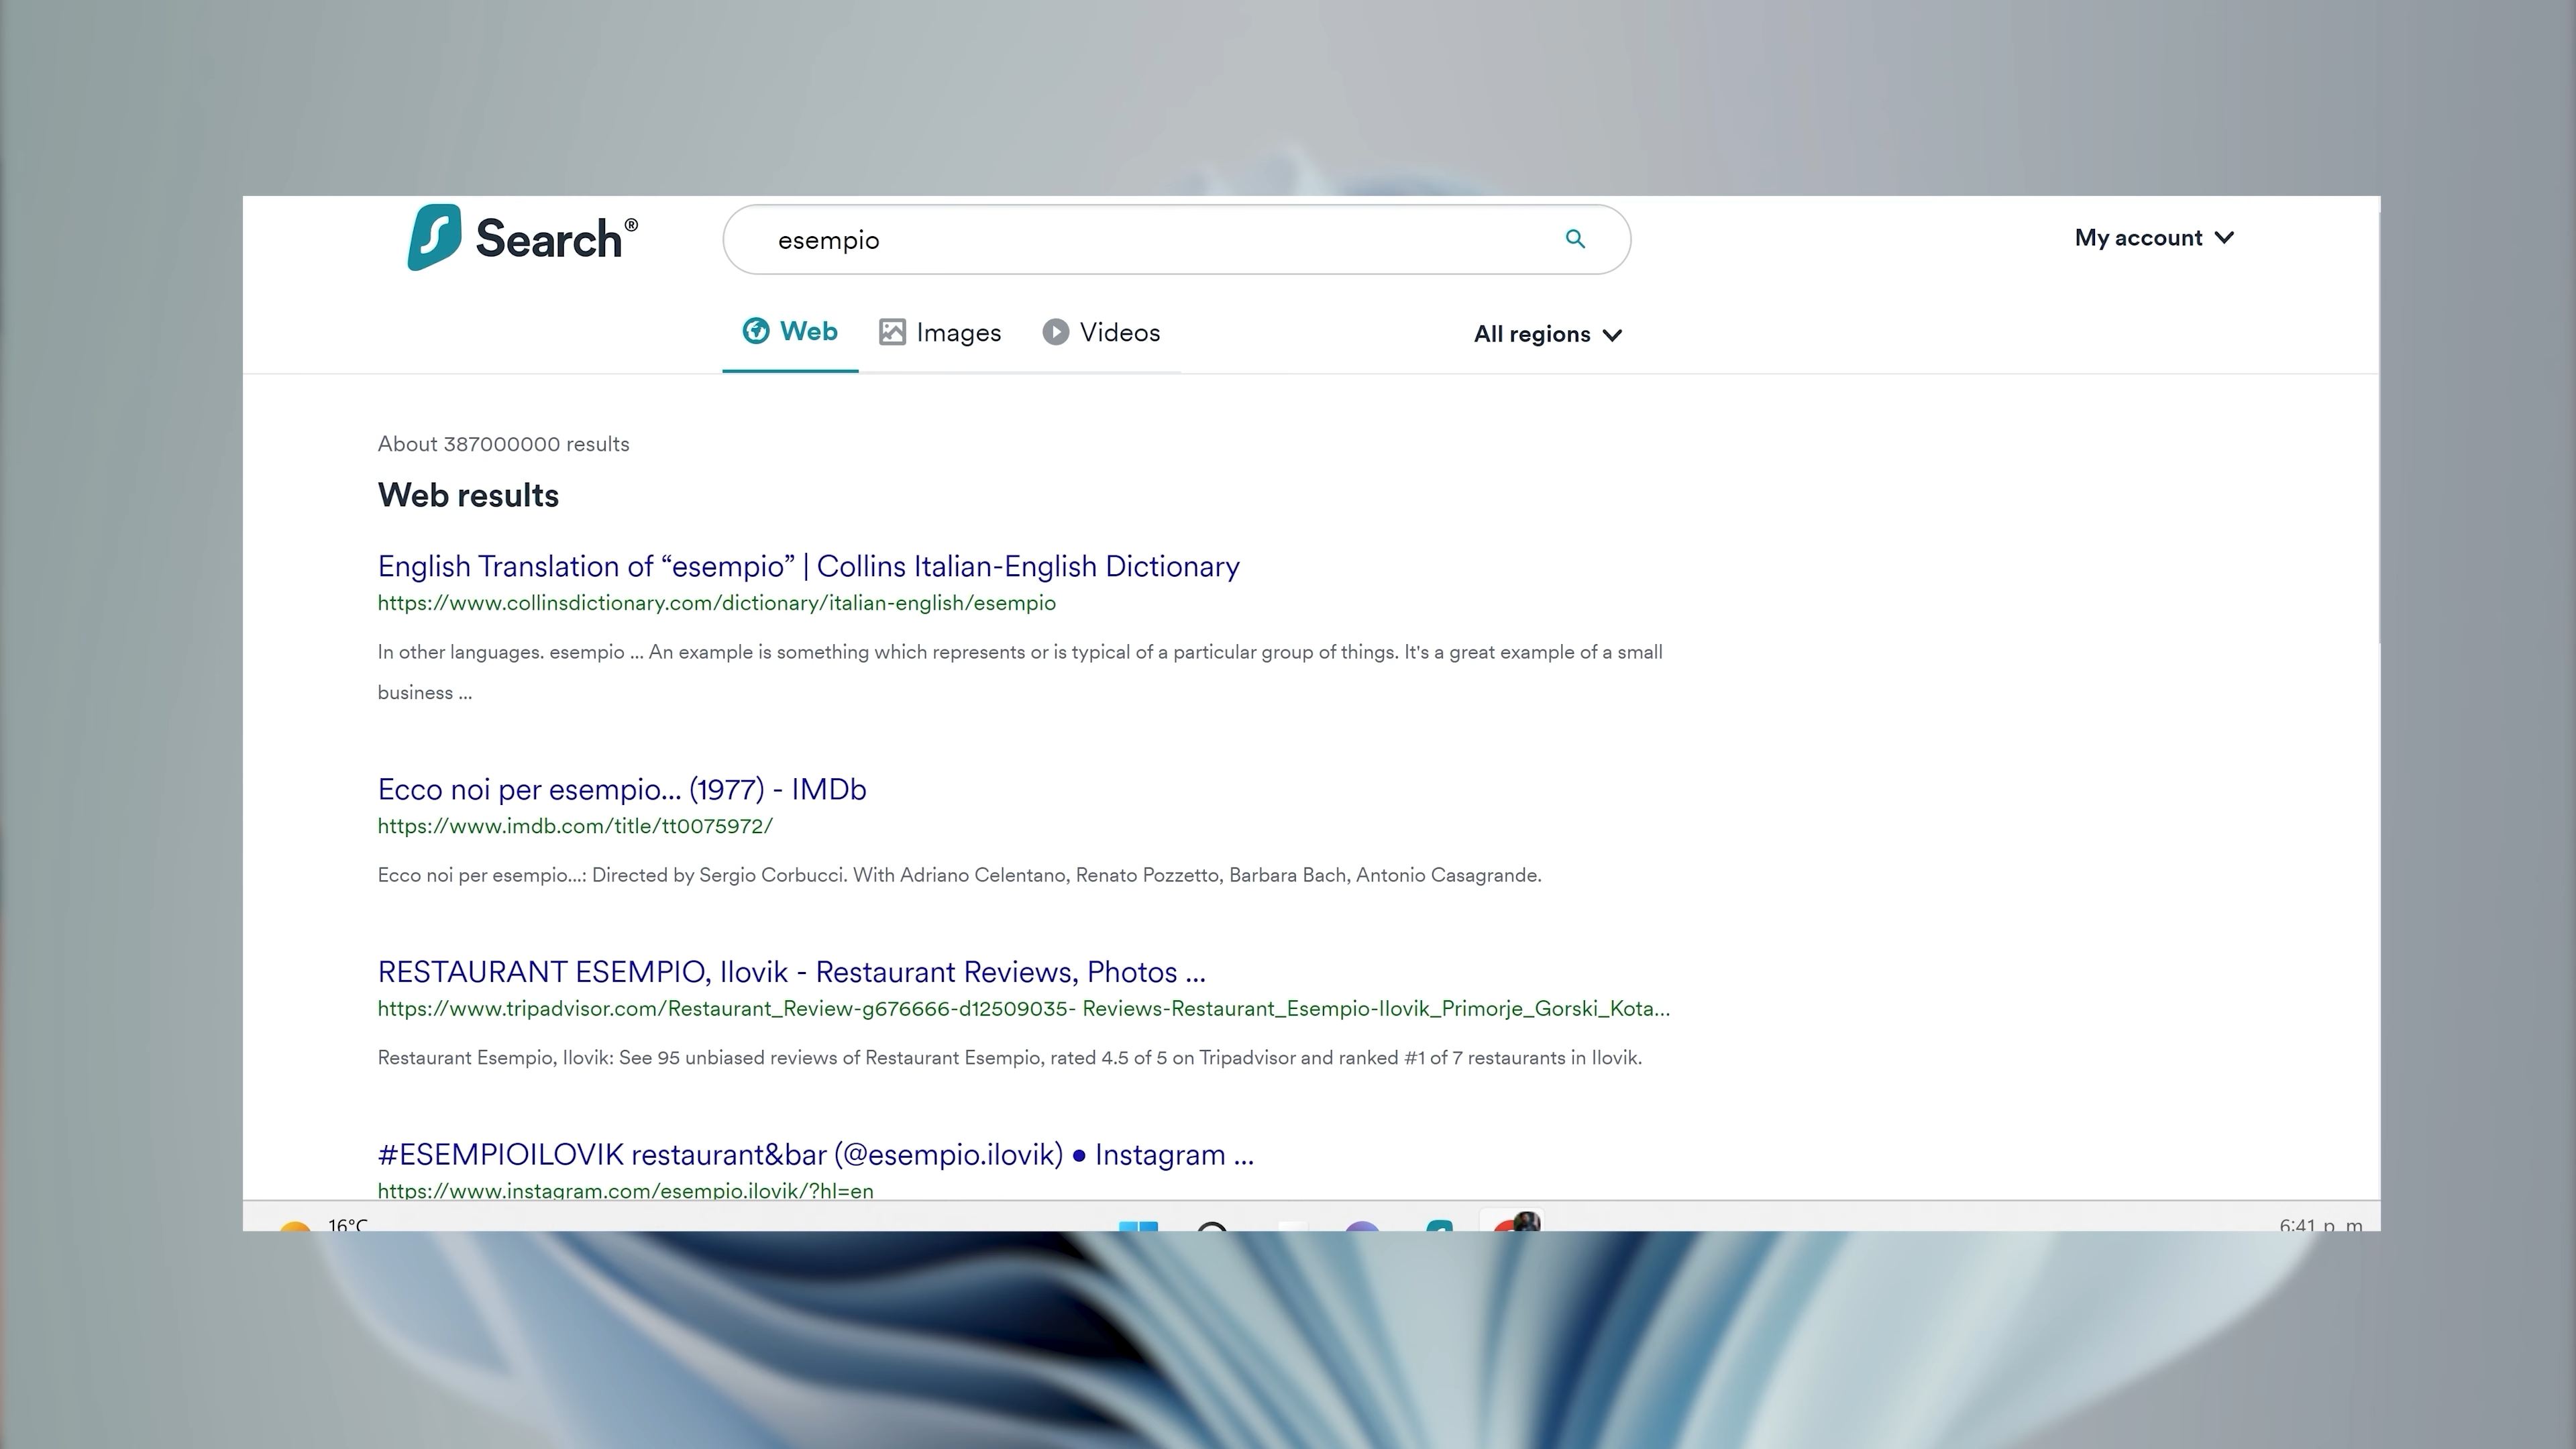 Search®
esempio
My account
Web
Images
Videos
All regions
About 387000000 results
Web results
English Translation of “esempio” | Collins Italian-English Dictionary
https://www.collinsdictionary.com/dictionary/italian-english/esempio
In other languages. esempio ... An example is something which represents or is typical of a particular group of things. It's a great example of a small
business ...
Ecco noi per esempio... (1977) - IMDb
https://www.imdb.com/title/tt0075972/
Ecco noi per esempio...: Directed by Sergio Corbucci. With Adriano Celentano, Renato Pozzetto, Barbara Bach, Antonio Casagrande.
RESTAURANT ESEMPIO, Ilovik - Restaurant Reviews, Photos ...
https://www.tripadvisor.com/Restaurant_Review-g676666-d12509035- Reviews-Restaurant_Esempio-Ilovik_Primorje_Gorski_Kota...
Restaurant Esempio, Ilovik: See 95 unbiased reviews of Restaurant Esempio, rated 4.5 of 5 on Tripadvisor and ranked #1 of 7 restaurants in Ilovik.
#ESEMPIOILOVIK restaurant&bar (@esempio.ilovik) • Instagram ...
https://www.instagram.com/esempio.ilovik/?hl=en
16°C
6:41 p. m